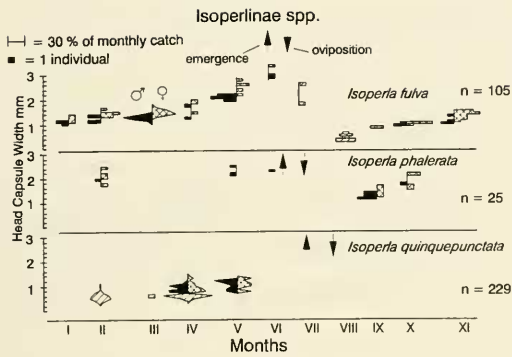 Isoperlinae spp.
= 30 % of monthly catch
= 1 individual
emergence
oviposition
Head Capsule Width mm
3
2
1
♂ ♀
Isoperla fulva
n = 105
3
2
1
Isoperla phalerata
n = 25
3
2
1
Isoperla quinquepunctata
n = 229
I II III IV V VI VII VIII IX X XI
Months